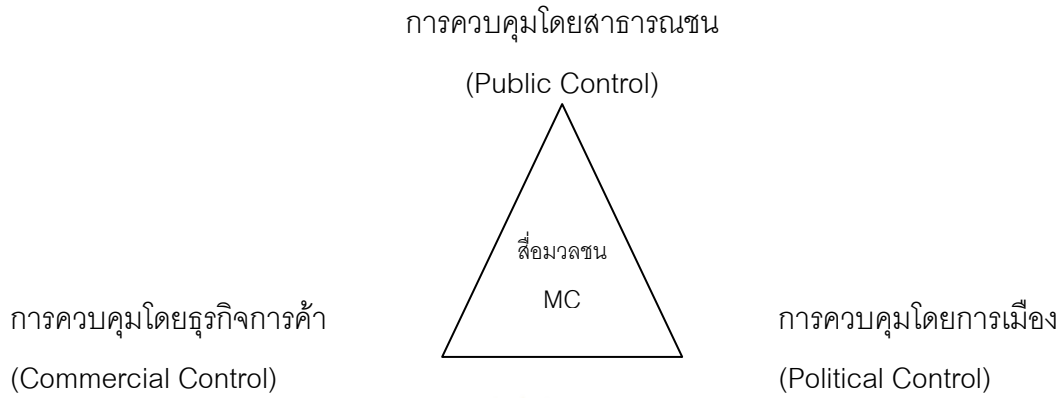 การควบคุมโดยสาธารณชน
(Public Control)
สื่อมวลชน
MC
การควบคุมโดยธุรกิจการค้า
(Commercial Control)
การควบคุมโดยการเมือง
(Political Control)